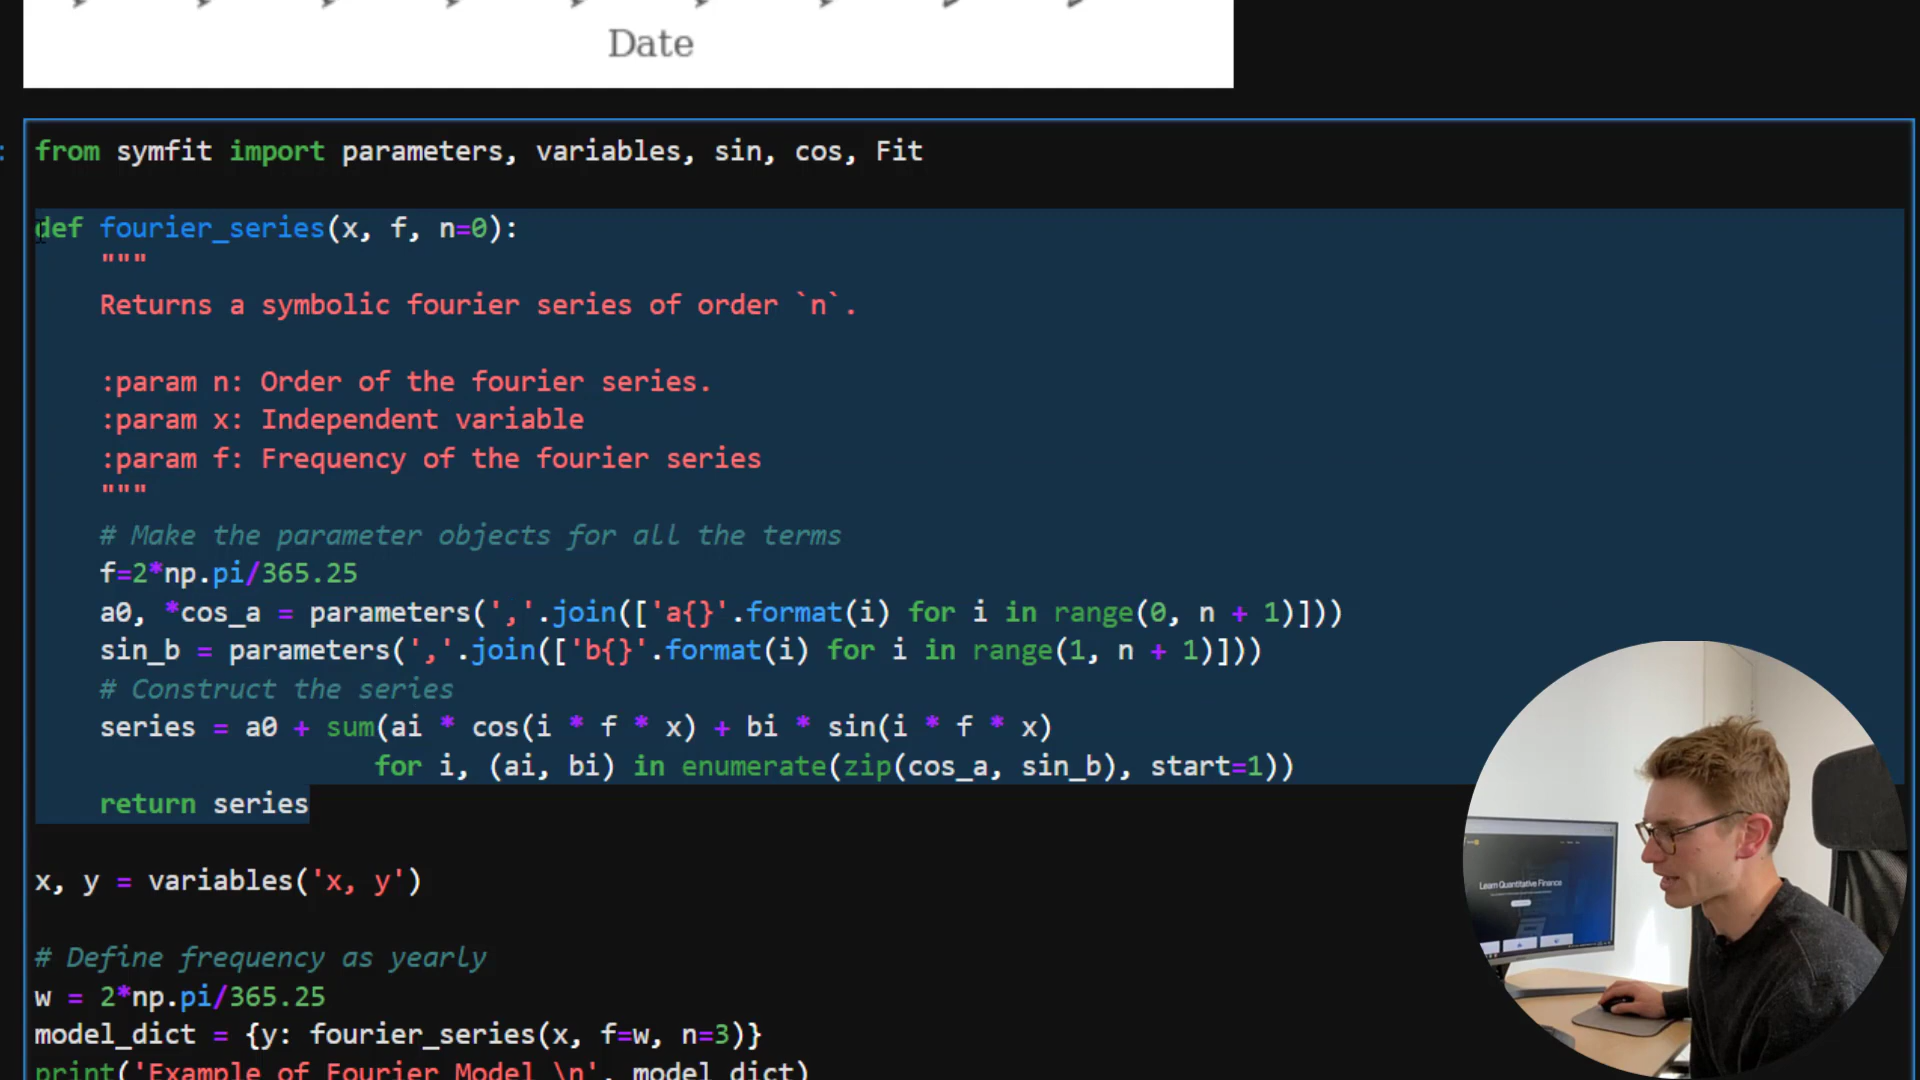 Date
from symfit import parameters, variables, sin, cos, Fit
def fourier_series(x, f, n=0):
"""
Returns a symbolic fourier series of order `n`.
:param n: Order of the fourier series.
:param x: Independent variable
:param f: Frequency of the fourier series
"""
# Make the parameter objects for all the terms
f=2*np.pi/365.25
a0, *cos_a = parameters(','.join(['a{}'.format(i) for i in range(0, n + 1)]))
sin_b = parameters(','.join(['b{}'.format(i) for i in range(1, n + 1)]))
# Construct the series
series = a0 + sum(ai * cos(i * f * x) + bi * sin(i * f * x)
for i, (ai, bi) in enumerate(zip(cos_a, sin_b), start=1))
return series
x, y = variables('x, y')
# Define frequency as yearly
w = 2*np.pi/365.25
model_dict = {y: fourier_series(x, f=w, n=3)}
print('Example of Fourier Model \n', model_dict)
Learn Quantitative Finance